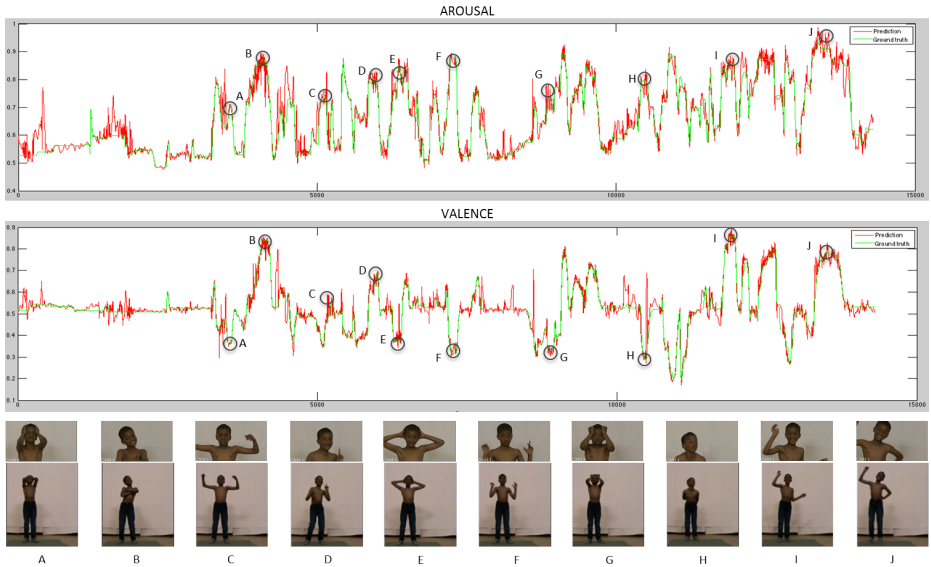 AROUSAL
1
0.9
0.8
0.7
0.6
0.5
0.4
0
5000
10000
15000
A
B
C
D
E
F
G
H
I
J
Prediction
Ground truth
VALENCE
0.9
0.8
0.7
0.6
0.5
0.4
0.3
0.2
0.1
0
5000
10000
15000
A
B
C
D
E
F
G
H
I
J
Prediction
Ground truth
A B C D E F G H I J